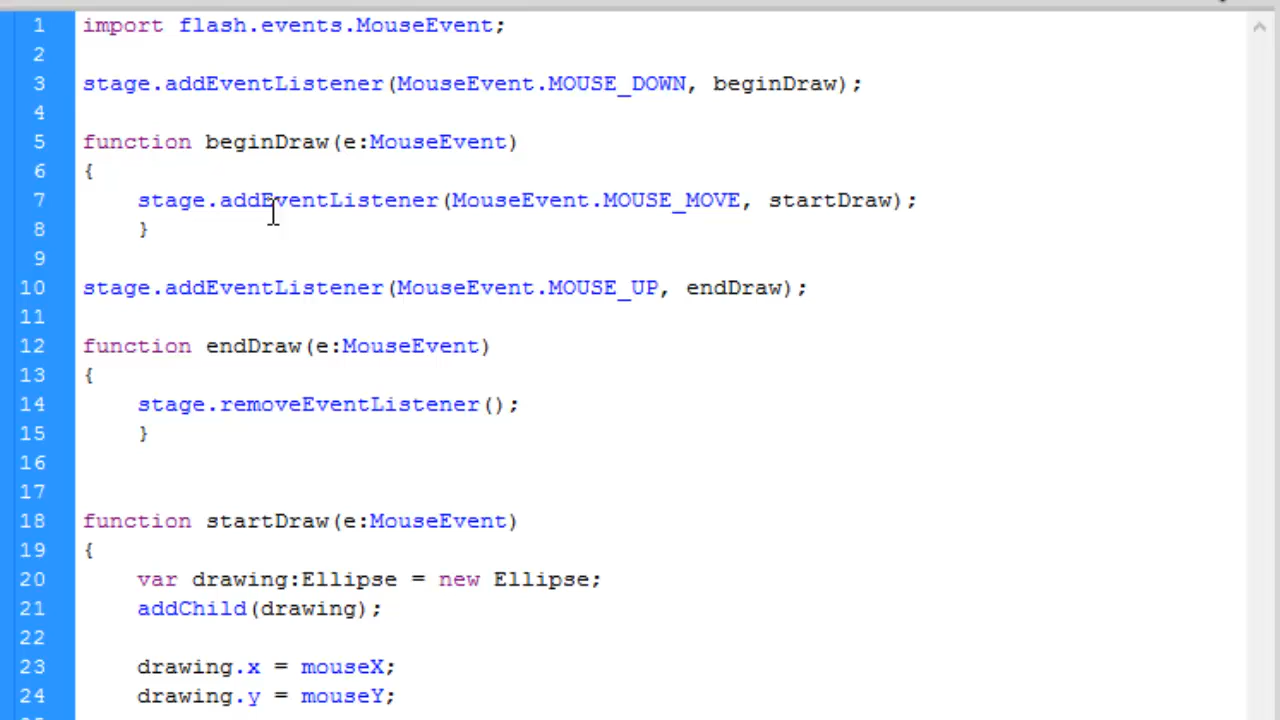 1 import flash.events.MouseEvent;
2
3 stage.addEventListener(MouseEvent.MOUSE_DOWN, beginDraw);
4
5 function beginDraw(e:MouseEvent)
6 {
7 stage.addEventListener(MouseEvent.MOUSE_MOVE, startDraw);
8 }
9
10 stage.addEventListener(MouseEvent.MOUSE_UP, endDraw);
11
12 function endDraw(e:MouseEvent)
13 {
14 stage.removeEventListener();
15 }
16
17
18 function startDraw(e:MouseEvent)
19 {
20 var drawing:Ellipse = new Ellipse;
21 addChild(drawing);
22
23 drawing.x = mouseX;
24 drawing.y = mouseY;